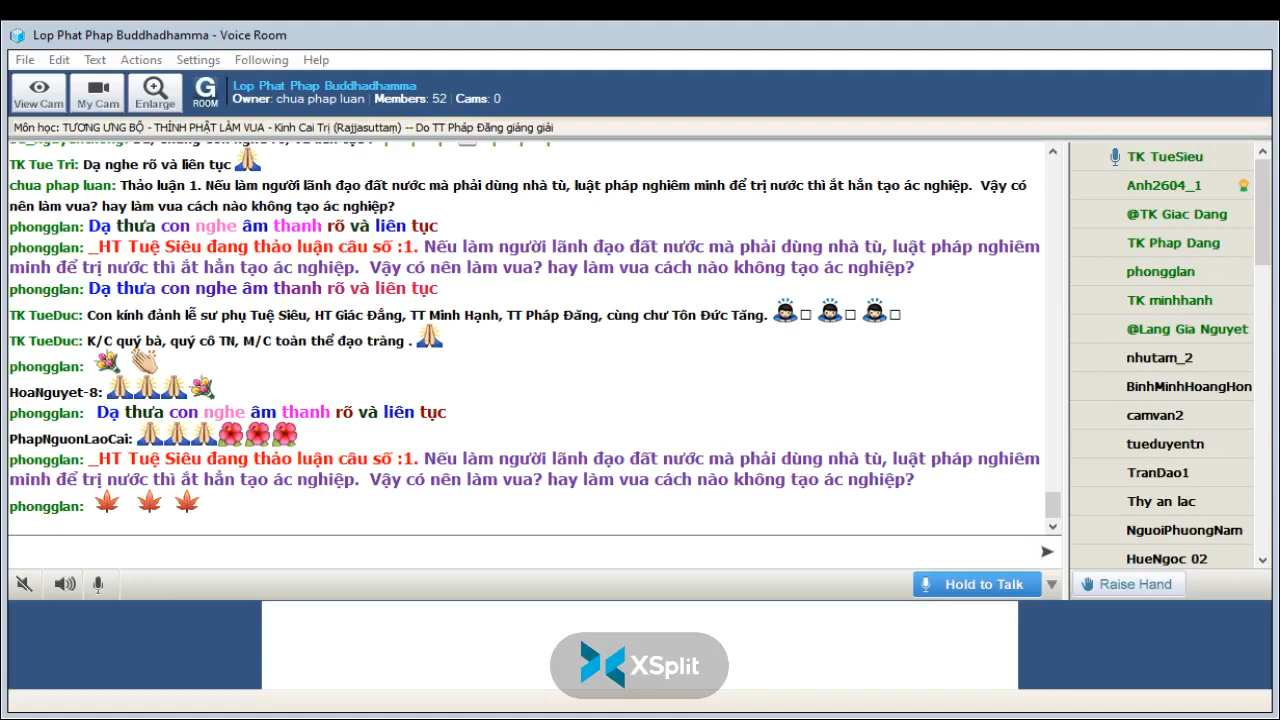 Lop Phat Phap Buddhadhamma - Voice Room
File Edit Text Actions Settings Following Help
View Cam My Cam Enlarge G ROOM
Lop Phat Phap Buddhadhamma
Owner: chua phap luan | Members: 52 | Cams: 0
Môn học: TƯƠNG ƯNG BỘ - THỈNH PHẬT LÀM VUA - Kinh Cai Trị (Rajjasuttaṃ) -- Do TT Pháp Đăng giảng giải
TK Tue Tri: Dạ nghe rõ và liên tục
chua phap luan: Thảo luận 1. Nếu làm người lãnh đạo đất nước mà phải dùng nhà tù, luật pháp nghiêm minh để trị nước thì ắt hẳn tạo ác nghiệp. Vậy có
nên làm vua? hay làm vua cách nào không tạo ác nghiệp?
phongglan: Dạ thưa con nghe âm thanh rõ và liên tục
phongglan: _HT Tuệ Siêu đang thảo luận câu số :1. Nếu làm người lãnh đạo đất nước mà phải dùng nhà tù, luật pháp nghiêm
minh để trị nước thì ắt hẳn tạo ác nghiệp. Vậy có nên làm vua? hay làm vua cách nào không tạo ác nghiệp?
phongglan: Dạ thưa con nghe âm thanh rõ và liên tục
TK TueDuc: Con kính đảnh lễ sư phụ Tuệ Siêu, HT Giác Đẳng, TT Minh Hạnh, TT Pháp Đăng, cùng chư Tôn Đức Tăng.
TK TueDuc: K/C quý bà, quý cô TN, M/C toàn thể đạo tràng .
phongglan:
HoaNguyet-8:
phongglan: Dạ thưa con nghe âm thanh rõ và liên tục
PhapNguonLaoCai:
phongglan: _HT Tuệ Siêu đang thảo luận câu số :1. Nếu làm người lãnh đạo đất nước mà phải dùng nhà tù, luật pháp nghiêm
minh để trị nước thì ắt hẳn tạo ác nghiệp. Vậy có nên làm vua? hay làm vua cách nào không tạo ác nghiệp?
phongglan:
TK TueSieu
Anh2604_1
@TK Giac Dang
TK Phap Dang
phongglan
TK minhhanh
@Lang Gia Nguyet
nhutam_2
BinhMinhHoangHon
camvan2
tueduyentn
TranDao1
Thy an lac
NguoiPhuongNam
HueNgoc 02
Hold to Talk
Raise Hand
XSplit